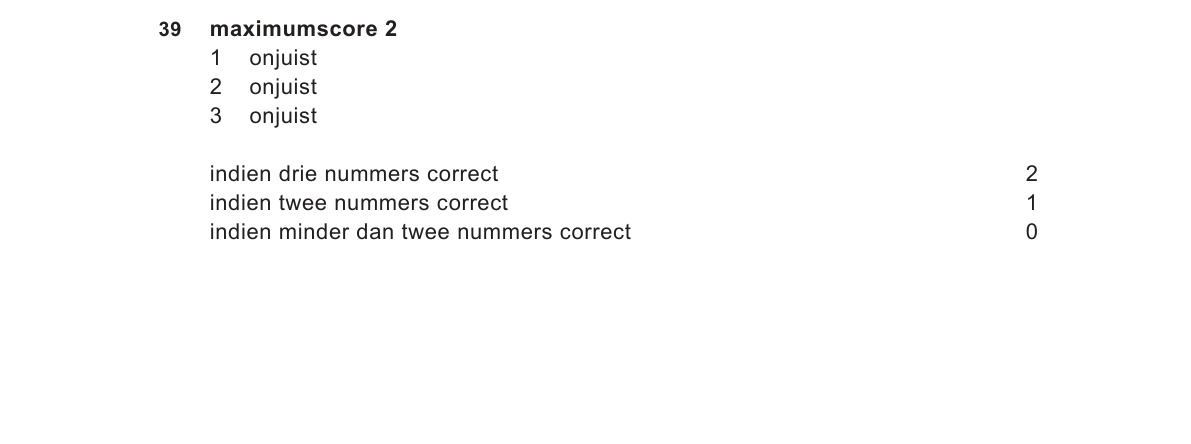 39 maximumscore 2
1 onjuist
2 onjuist
3 onjuist
indien drie nummers correct 2
indien twee nummers correct 1
indien minder dan twee nummers correct 0